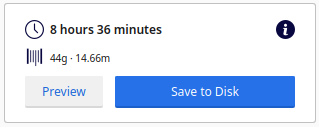 8 hours 36 minutes
44g · 14.66m
Preview
Save to Disk